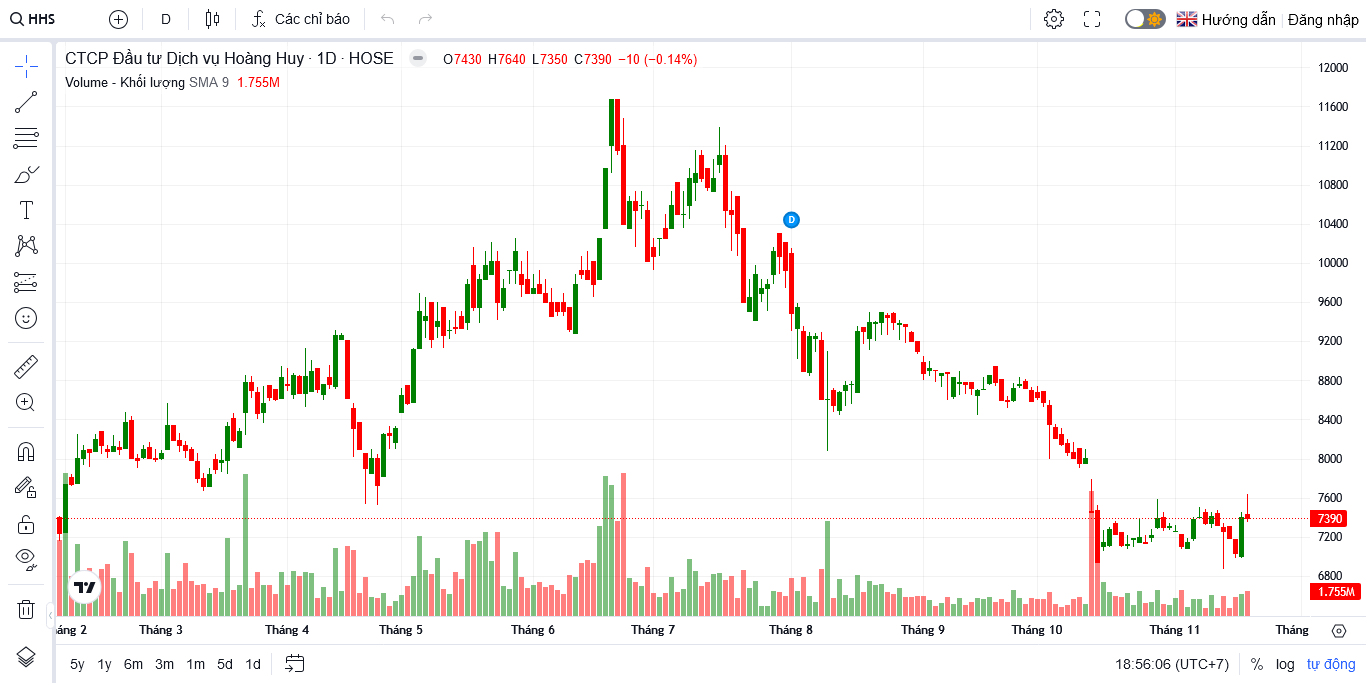 HHS D Các chỉ báo Hướng dẫn Đăng nhập
CTCP Đầu tư Dịch vụ Hoàng Huy · 1D · HOSE O7430 H7640 L7350 C7390 −10 (−0.14%)
Volume - Khối lượng SMA 9 1.755M
12000
11600
11200
10800
10400
D
10000
9600
9200
8800
8400
8000
7600
7390
7200
6800
1.755M
áng 2 Tháng 3 Tháng 4 Tháng 5 Tháng 6 Tháng 7 Tháng 8 Tháng 9 Tháng 10 Tháng 11 Tháng
5y 1y 6m 3m 1m 5d 1d 18:56:06 (UTC+7) % log tự động